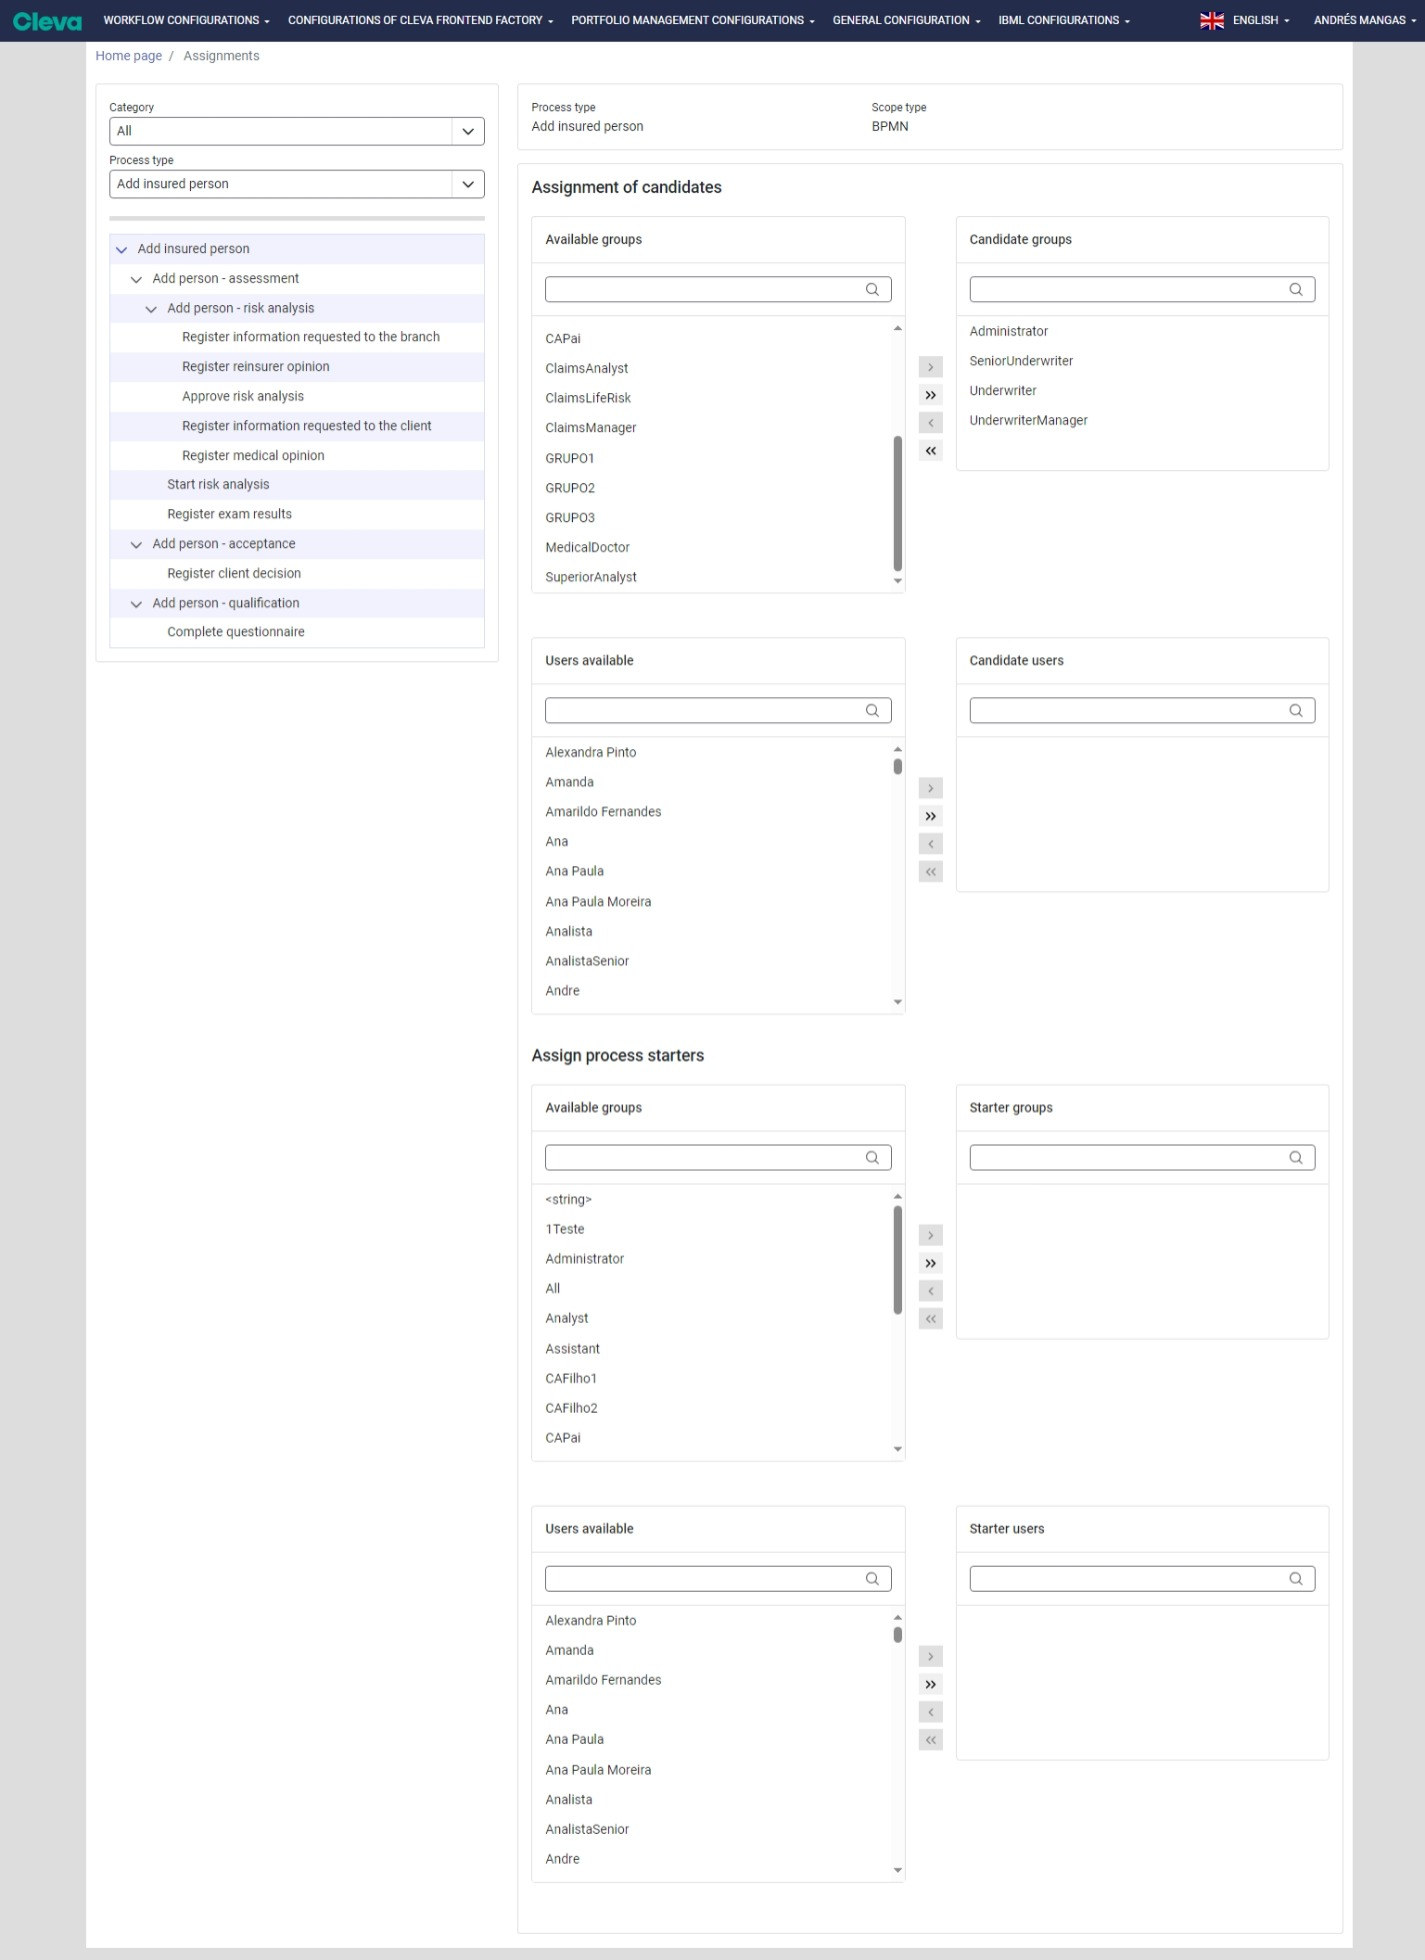 Cleva
WORKFLOW CONFIGURATIONS
CONFIGURATIONS OF CLEVA FRONTEND FACTORY
PORTFOLIO MANAGEMENT CONFIGURATIONS
GENERAL CONFIGURATION
IBML CONFIGURATIONS
ENGLISH
ANDRÉS MANGAS
Home page / Assignments
Category
All
Process type
Add insured person
Add insured person
Add person - assessment
Add person - risk analysis
Register information requested to the branch
Register reinsurer opinion
Approve risk analysis
Register information requested to the client
Register medical opinion
Start risk analysis
Register exam results
Add person - acceptance
Register client decision
Add person - qualification
Complete questionnaire
Process type
Add insured person
Scope type
BPMN
Assignment of candidates
Available groups
CAPai
ClaimsAnalyst
ClaimsLifeRisk
ClaimsManager
GRUPO1
GRUPO2
GRUPO3
MedicalDoctor
SuperiorAnalyst
Candidate groups
Administrator
SeniorUnderwriter
Underwriter
UnderwriterManager
Users available
Alexandra Pinto
Amanda
Amarildo Fernandes
Ana
Ana Paula
Ana Paula Moreira
Analista
AnalistaSenior
Andre
Candidate users
Assign process starters
Available groups
<string>
1Teste
Administrator
All
Analyst
Assistant
CAFilho1
CAFilho2
CAPai
Starter groups
Users available
Alexandra Pinto
Amanda
Amarildo Fernandes
Ana
Ana Paula
Ana Paula Moreira
Analista
AnalistaSenior
Andre
Starter users